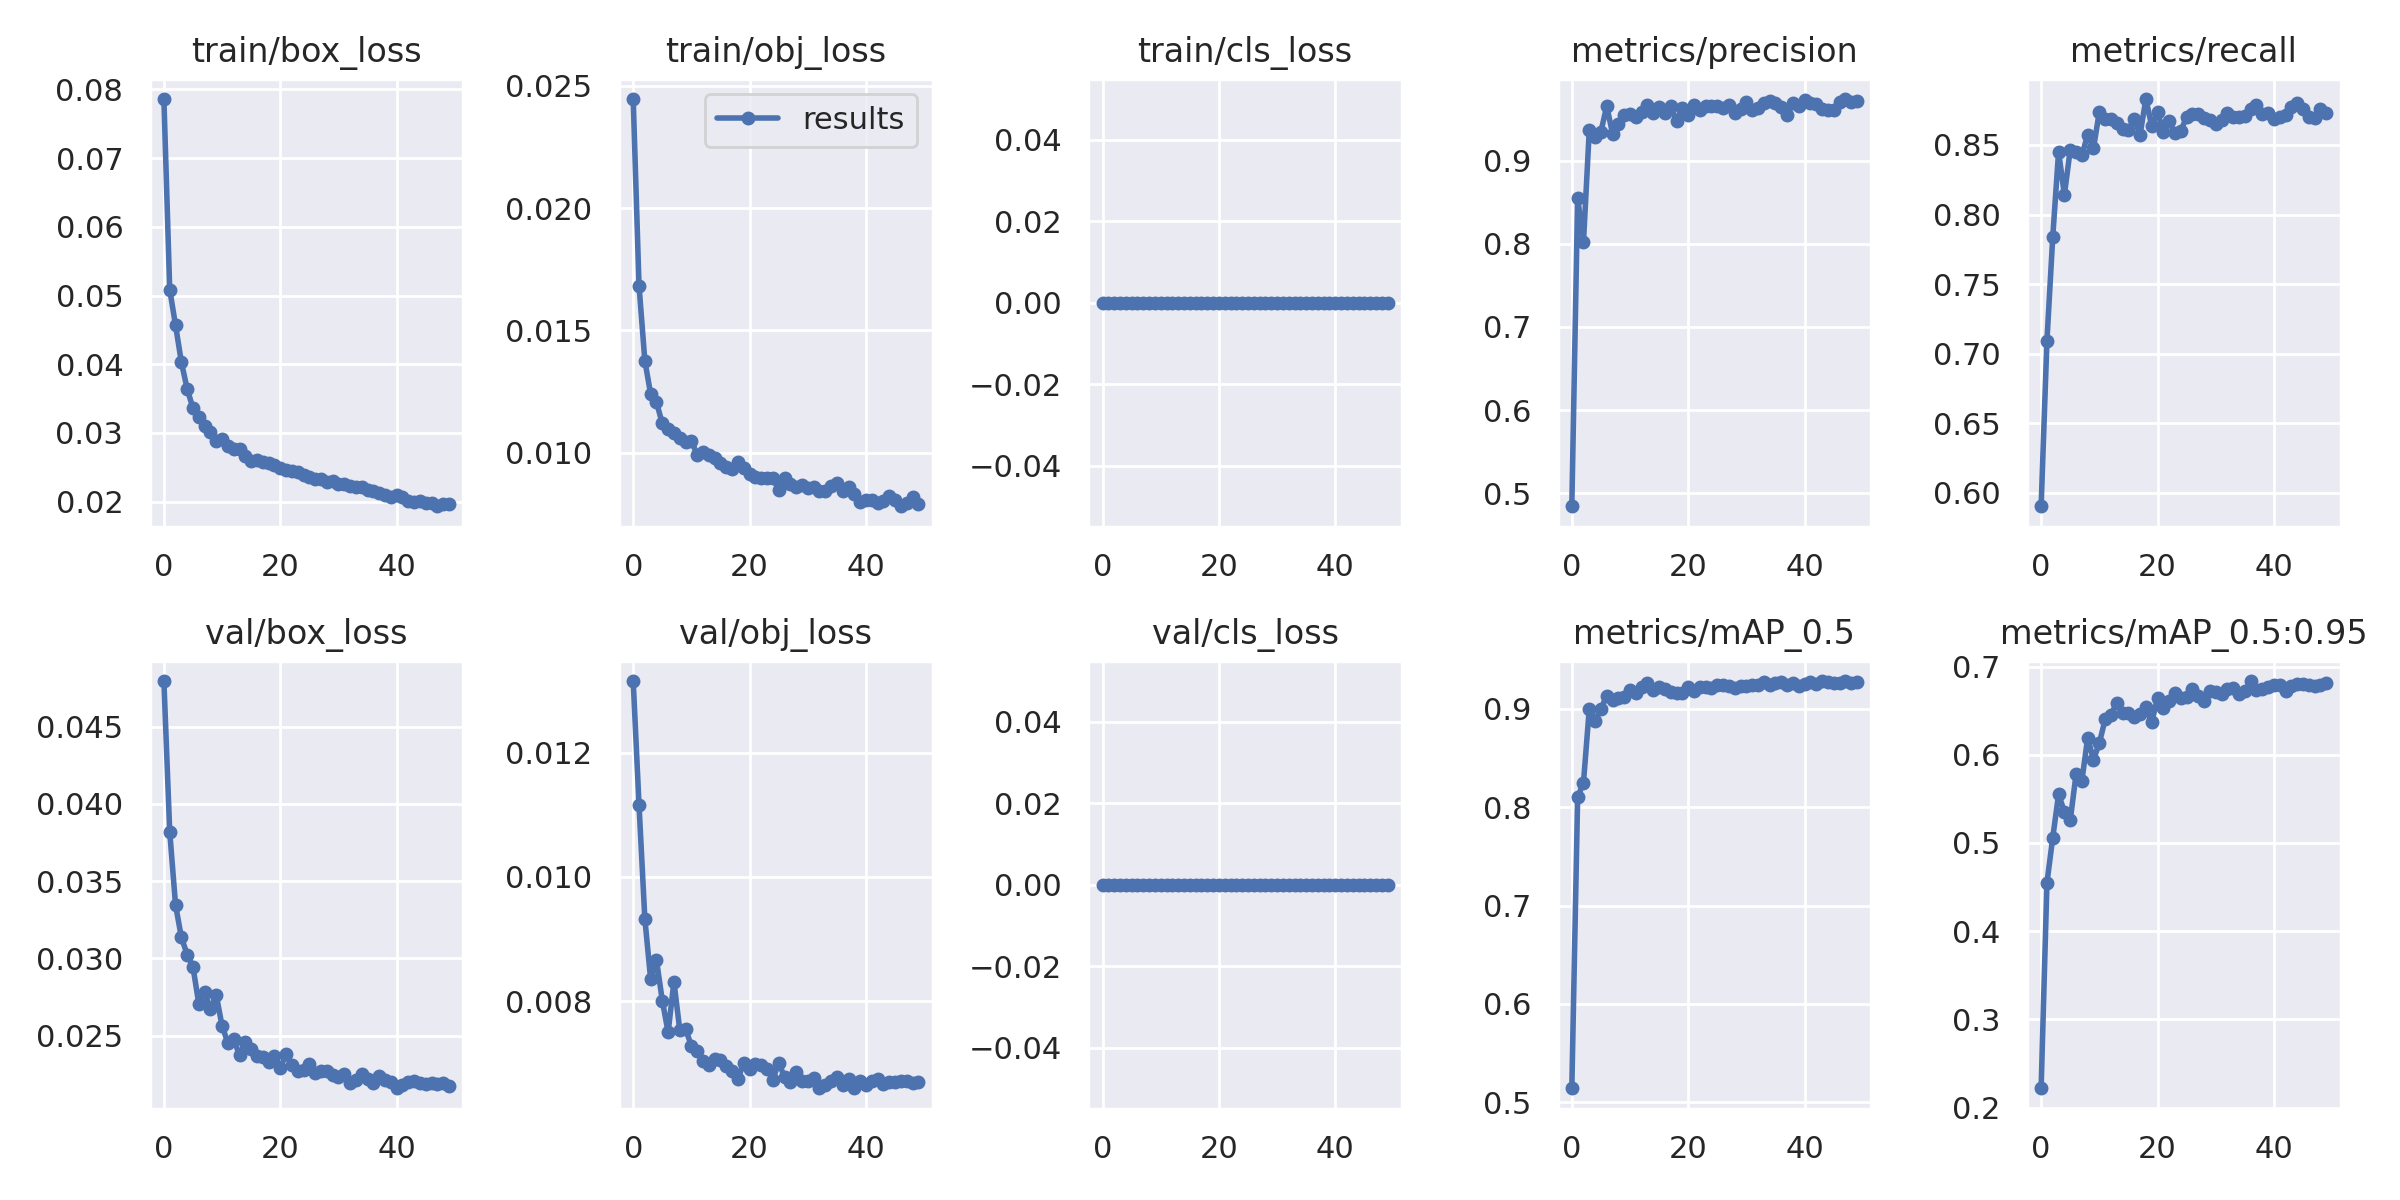 train/box_loss
0.08
0.07
0.06
0.05
0.04
0.03
0.02
0 20 40
train/obj_loss
results
0.025
0.020
0.015
0.010
0 20 40
train/cls_loss
0.04
0.02
0.00
−0.02
−0.04
0 20 40
metrics/precision
0.9
0.8
0.7
0.6
0.5
0 20 40
metrics/recall
0.85
0.80
0.75
0.70
0.65
0.60
0 20 40
val/box_loss
0.045
0.040
0.035
0.030
0.025
0 20 40
val/obj_loss
0.012
0.010
0.008
0 20 40
val/cls_loss
0.04
0.02
0.00
−0.02
−0.04
0 20 40
metrics/mAP_0.5
0.9
0.8
0.7
0.6
0.5
0 20 40
metrics/mAP_0.5:0.95
0.7
0.6
0.5
0.4
0.3
0.2
0 20 40